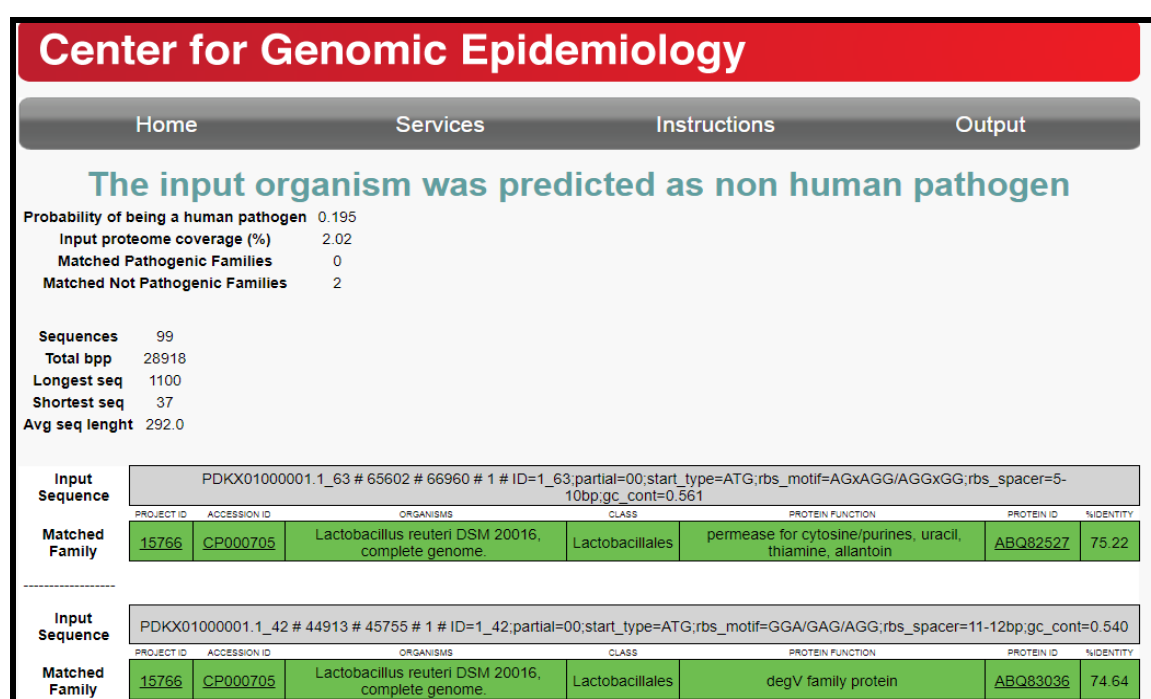 Center for Genomic Epidemiology
Home Services Instructions Output
The input organism was predicted as non human pathogen
Probability of being a human pathogen 0.195
Input proteome coverage (%) 2.02
Matched Pathogenic Families 0
Matched Not Pathogenic Families 2
Sequences 99
Total bpp 28918
Longest seq 1100
Shortest seq 37
Avg seq lenght 292.0
Input Sequence PDKX01000001.1_63 # 65602 # 66960 # 1 # ID=1_63;partial=00;start_type=ATG;rbs_motif=AGxAGG/AGGxGG;rbs_spacer=5-
10bp;gc_cont=0.561
PROJECT ID ACCESSION ID ORGANISMS CLASS PROTEIN FUNCTION PROTEIN ID %IDENTITY
Matched Family 15766 CP000705 Lactobacillus reuteri DSM 20016, complete genome. Lactobacillales permease for cytosine/purines, uracil, thiamine, allantoin ABQ82527 75.22
------------------
Input Sequence PDKX01000001.1_42 # 44913 # 45755 # 1 # ID=1_42;partial=00;start_type=ATG;rbs_motif=GGA/GAG/AGG;rbs_spacer=11-12bp;gc_cont=0.540
PROJECT ID ACCESSION ID ORGANISMS CLASS PROTEIN FUNCTION PROTEIN ID %IDENTITY
Matched Family 15766 CP000705 Lactobacillus reuteri DSM 20016, complete genome. Lactobacillales degV family protein ABQ83036 74.64